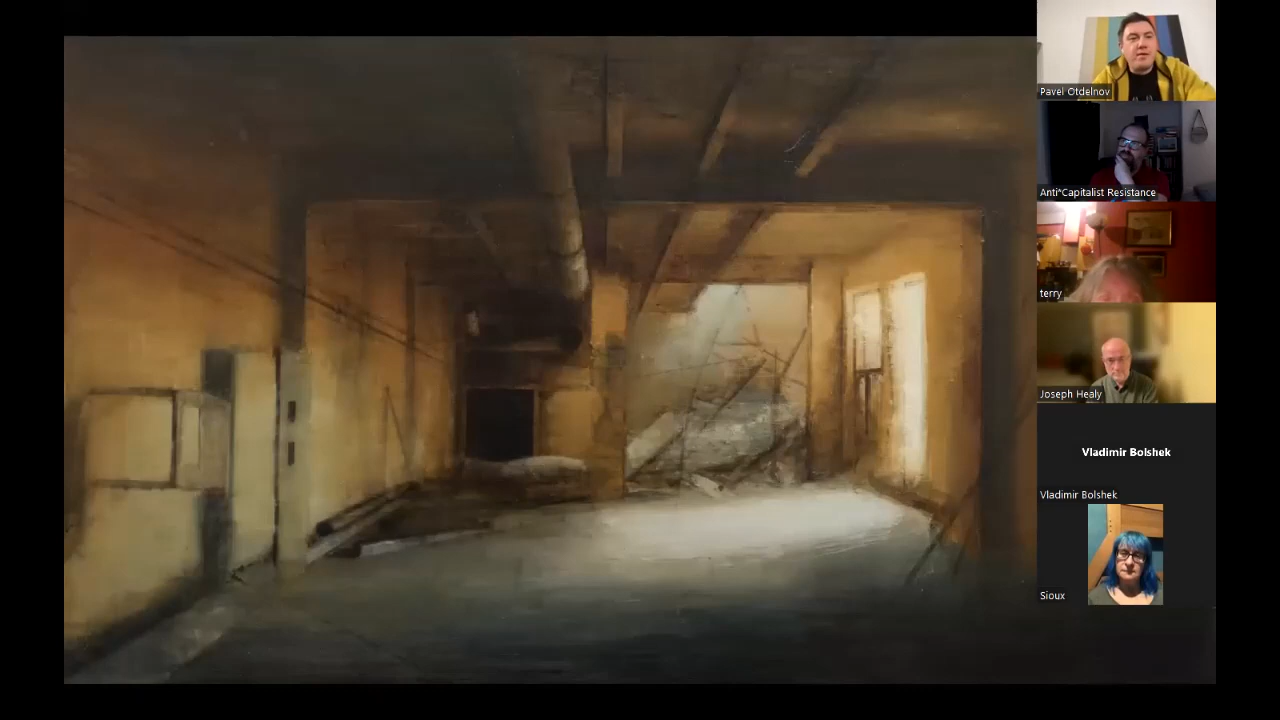 Pavel Otdelnov
Anti*Capitalist Resistance
terry
Joseph Healy
Vladimir Bolshek
Vladimir Bolshek
Sioux